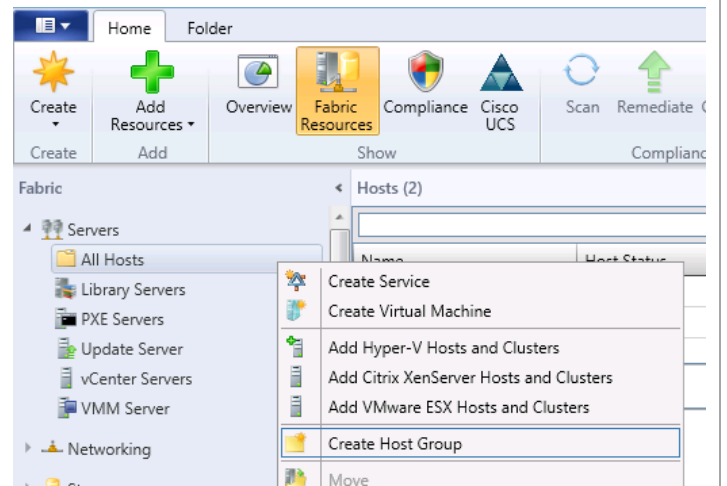 Home Folder
Create Add Resources Overview Fabric Resources Compliance Cisco UCS Scan Remediate
Create Add Show Complianc
Fabric
Hosts (2)
Servers
All Hosts
Name Host Status
Library Servers
PXE Servers
Update Server
vCenter Servers
VMM Server
Networking
Create Service
Create Virtual Machine
Add Hyper-V Hosts and Clusters
Add Citrix XenServer Hosts and Clusters
Add VMware ESX Hosts and Clusters
Create Host Group
Move